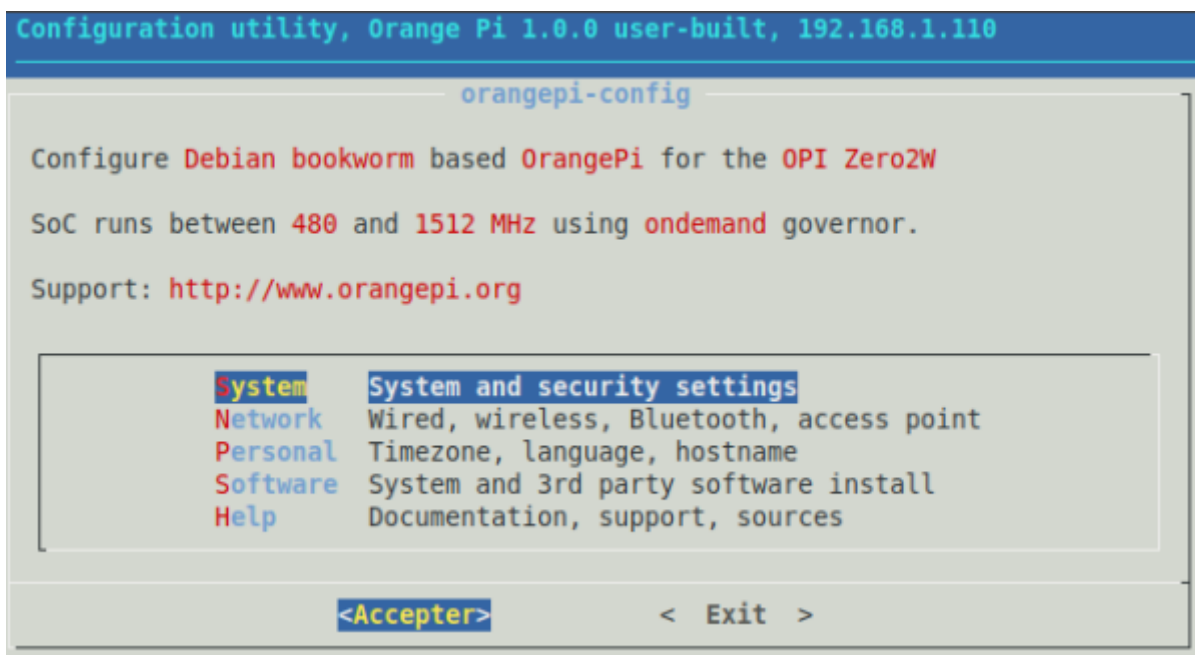 Configuration utility, Orange Pi 1.0.0 user-built, 192.168.1.110
orangepi-config
Configure Debian bookworm based OrangePi for the OPI Zero2W
SoC runs between 480 and 1512 MHz using ondemand governor.
Support: http://www.orangepi.org
System System and security settings
Network Wired, wireless, Bluetooth, access point
Personal Timezone, language, hostname
Software System and 3rd party software install
Help Documentation, support, sources
<Accepter> < Exit >